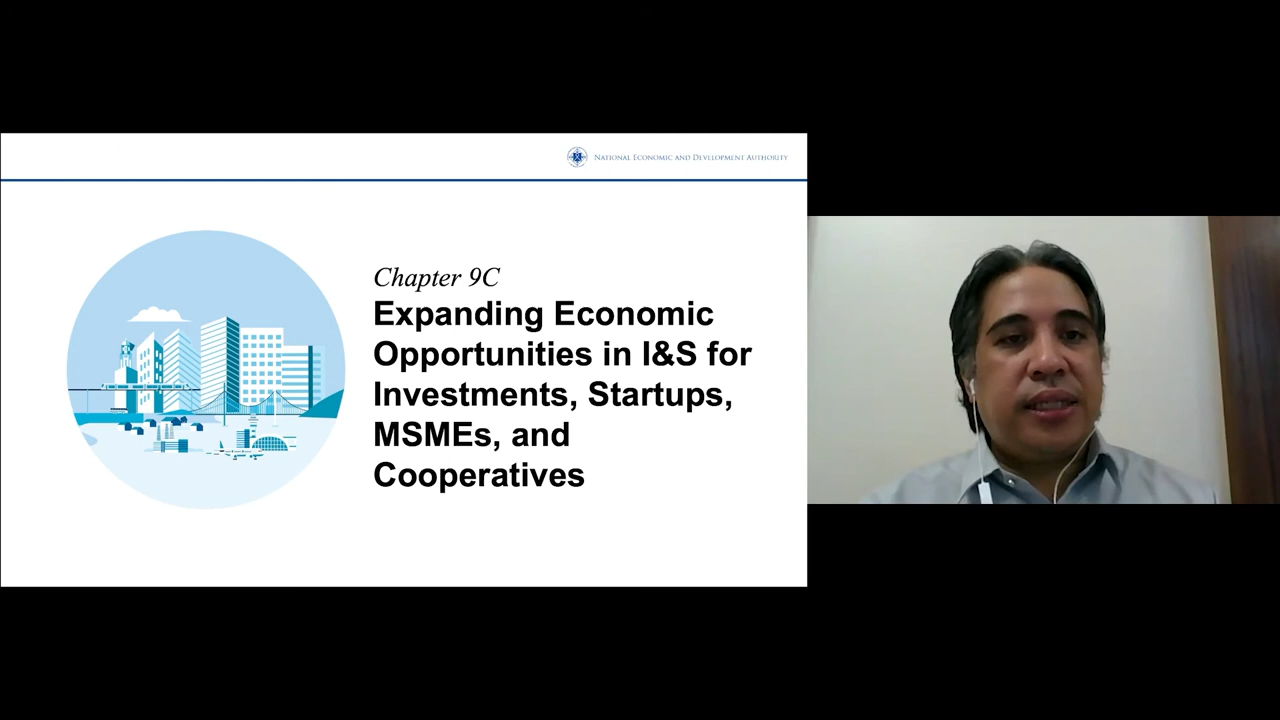 NATIONAL ECONOMIC AND DEVELOPMENT AUTHORITY
Chapter 9C
Expanding Economic
Opportunities in I&S for
Investments, Startups,
MSMEs, and
Cooperatives